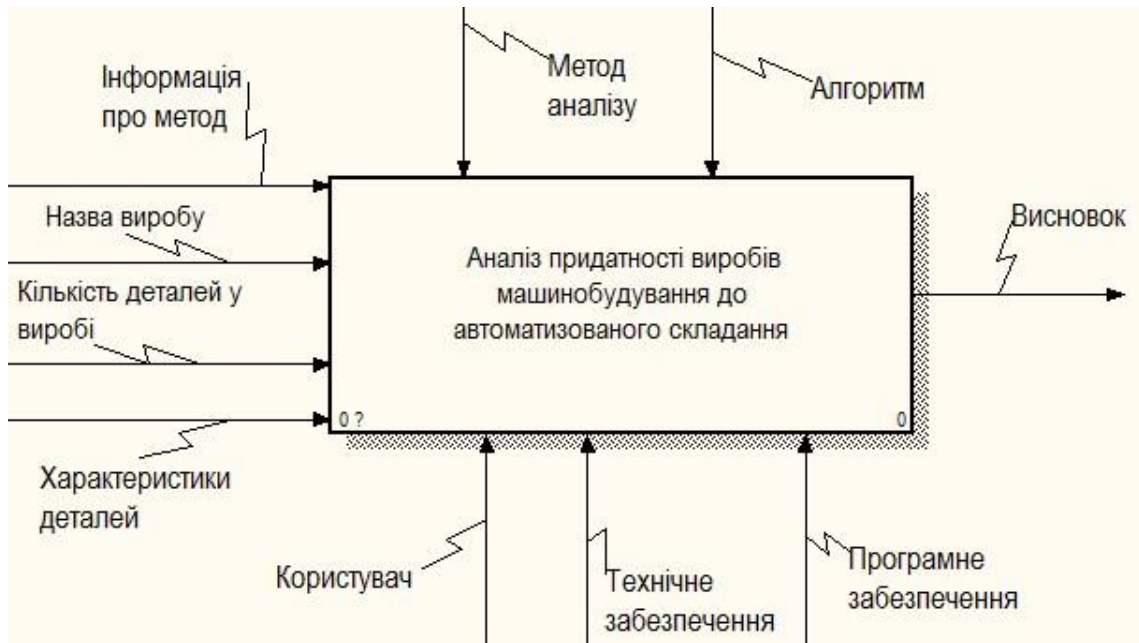 Інформація
про метод
Метод
аналізу
Алгоритм
Назва виробу
Висновок
Аналіз придатності виробів
машинобудування до
автоматизованого складання
Кількість деталей у
виробі
0 ?
0
Характеристики
деталей
Користувач
Технічне
забезпечення
Програмне
забезпечення